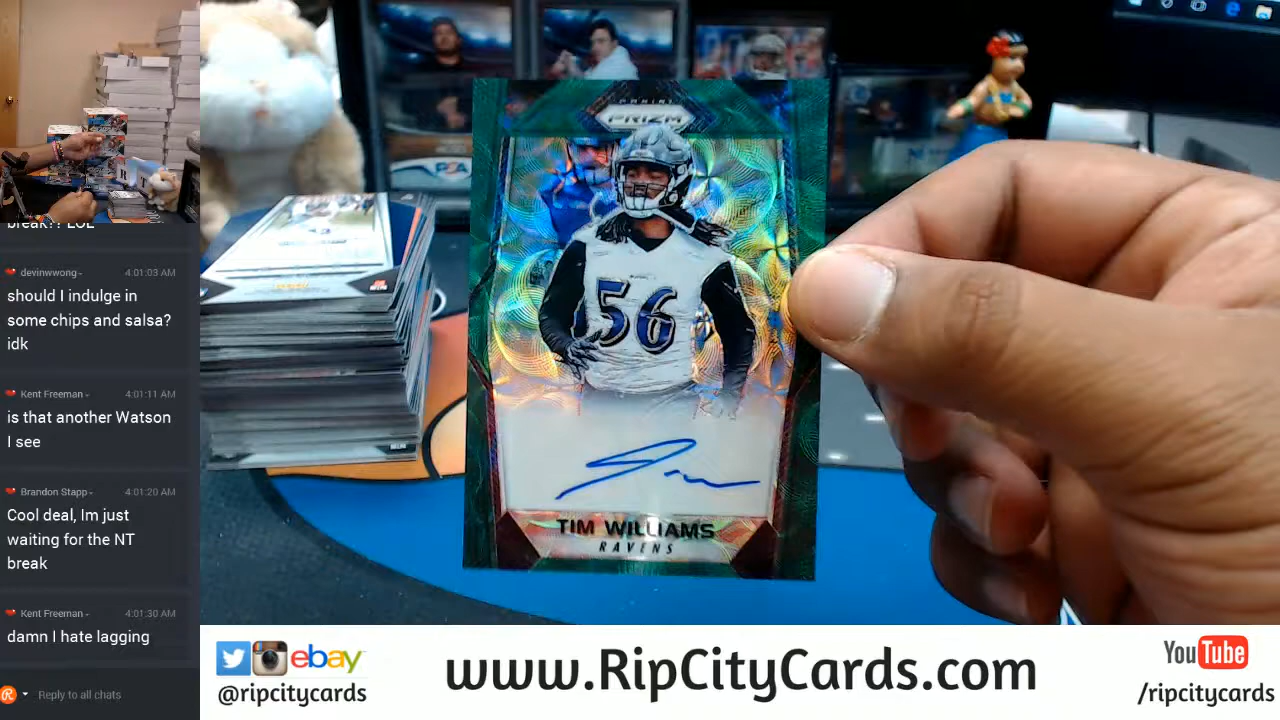 break?? LOL
devinwwong
4:01:03 AM
should I indulge in
some chips and salsa?
idk
Kent Freeman
4:01:11 AM
is that another Watson
I see
Brandon Stapp
4:01:20 AM
Cool deal, Im just
waiting for the NT
break
Kent Freeman
4:01:30 AM
damn I hate lagging
Reply to all chats
PSA
PANINI
PRIZM
56
TIM WILLIAMS
RAVENS
ebay
@ripcitycards
www.RipCityCards.com
YouTube
/ripcitycards